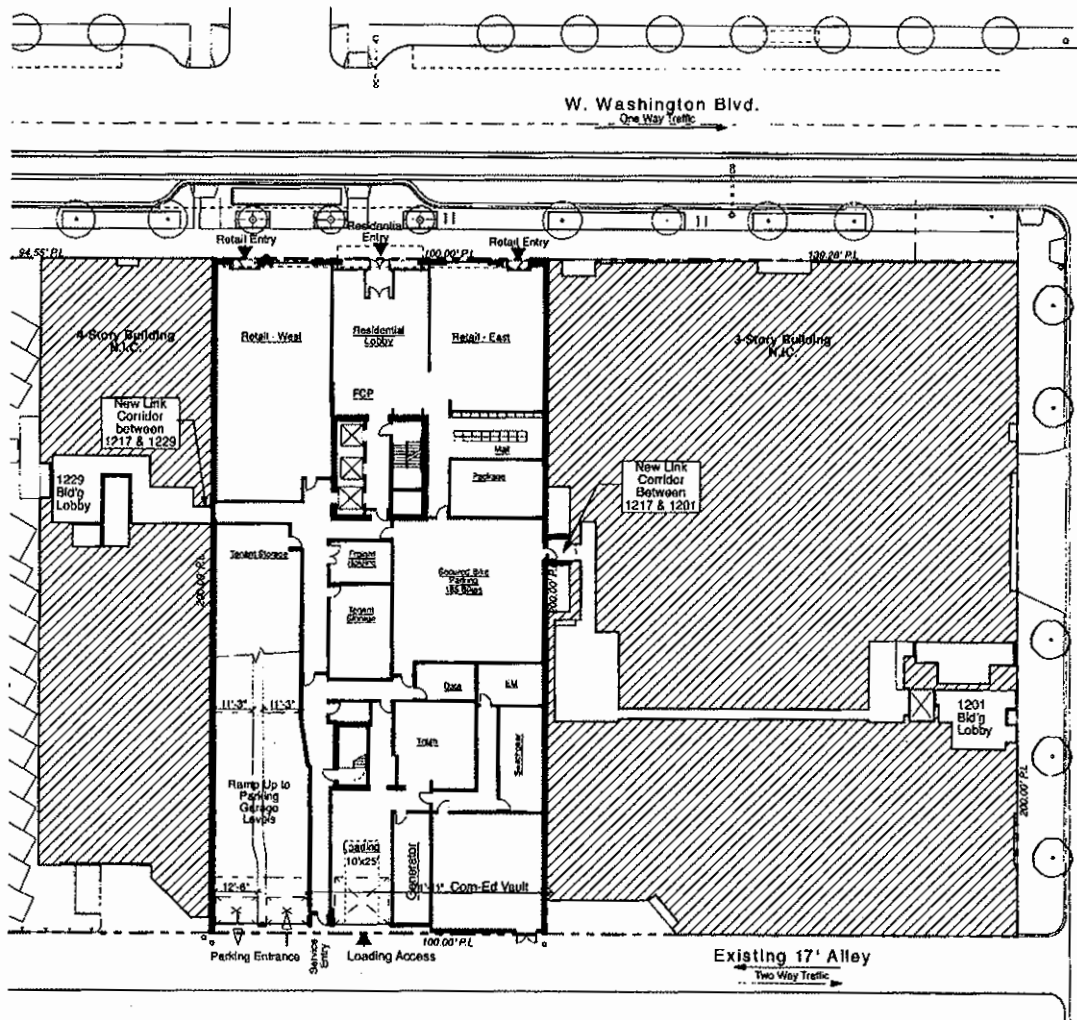 W. Washington Blvd.
One Way Traffic
Residential
Entry
Retail Entry
Retail Entry
94.55' P.L.
100.00' P.L.
Retail - West
Residential
Lobby
Retail - East
4-Story Building
N.I.C.
3-Story Building
N.I.C.
FCP
New Link
Corridor
between
1217 & 1229
Mail
Package
New Link
Corridor
Between
1217 & 1201
1229
Bld'g
Lobby
Tenant Storage
Secured Bike
Parking
185 Bikes
200.00' P.L.
200.00' P.L.
Tenant
Storage
Data
EM
11'-3"
11'-3"
Trash
Switchgear
1201
Bld'g
Lobby
Ramp Up to
Parking
Garage
Levels
200.00' P.L.
Loading
10'x25'
Generator
12'-6"
Com-Ed Vault
100.00' P.L.
Parking Entrance
Service
Entry
Loading Access
Existing 17' Alley
Two Way Traffic